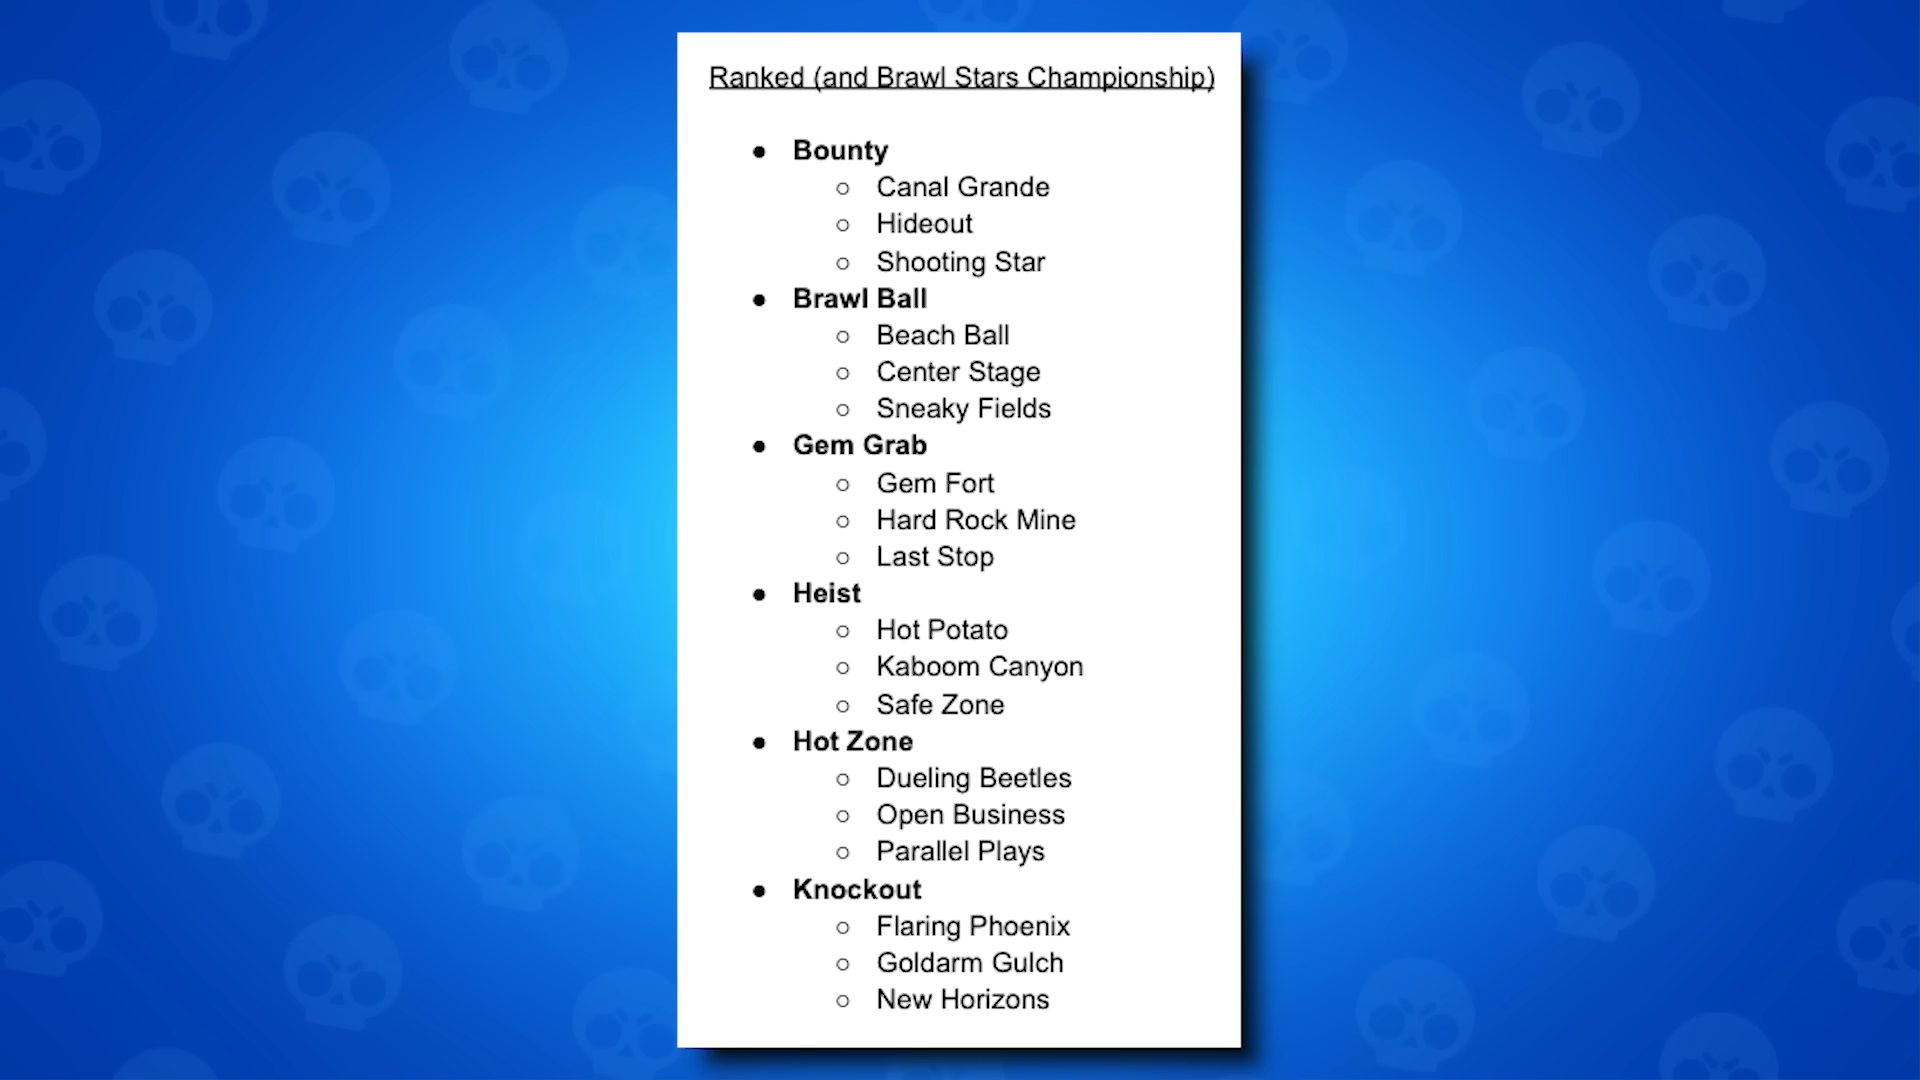 Ranked (and Brawl Stars Championship)
● Bounty
○ Canal Grande
○ Hideout
○ Shooting Star
● Brawl Ball
○ Beach Ball
○ Center Stage
○ Sneaky Fields
● Gem Grab
○ Gem Fort
○ Hard Rock Mine
○ Last Stop
● Heist
○ Hot Potato
○ Kaboom Canyon
○ Safe Zone
● Hot Zone
○ Dueling Beetles
○ Open Business
○ Parallel Plays
● Knockout
○ Flaring Phoenix
○ Goldarm Gulch
○ New Horizons